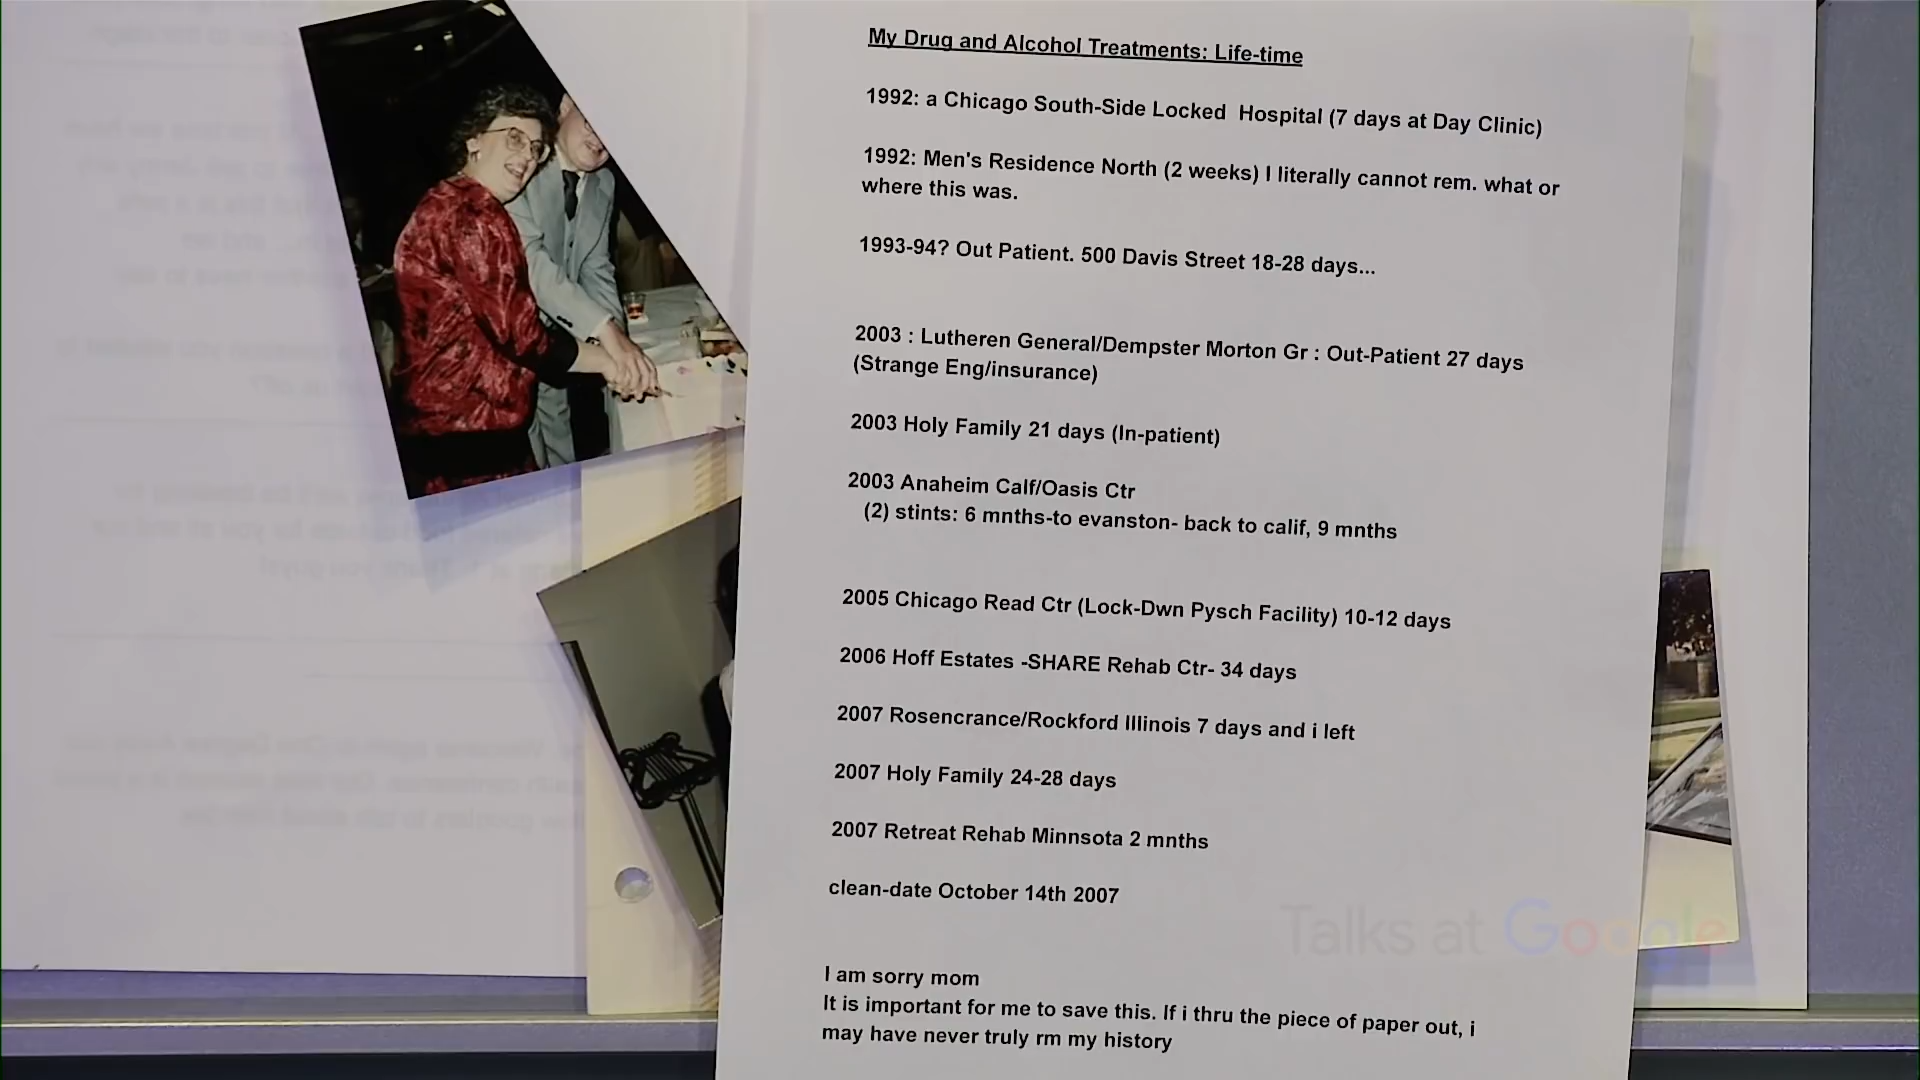 My Drug and Alcohol Treatments: Life-time
1992: a Chicago South-Side Locked Hospital (7 days at Day Clinic)
1992: Men's Residence North (2 weeks) I literally cannot rem. what or
where this was.
1993-94? Out Patient. 500 Davis Street 18-28 days...
2003 : Lutheren General/Dempster Morton Gr : Out-Patient 27 days
(Strange Eng/insurance)
2003 Holy Family 21 days (In-patient)
2003 Anaheim Calf/Oasis Ctr
(2) stints: 6 mnths-to evanston- back to calif, 9 mnths
2005 Chicago Read Ctr (Lock-Dwn Pysch Facility) 10-12 days
2006 Hoff Estates -SHARE Rehab Ctr- 34 days
2007 Rosencrance/Rockford Illinois 7 days and i left
2007 Holy Family 24-28 days
2007 Retreat Rehab Minnsota 2 mnths
clean-date October 14th 2007
I am sorry mom
It is important for me to save this. If i thru the piece of paper out, i
may have never truly rm my history
Talks at Google